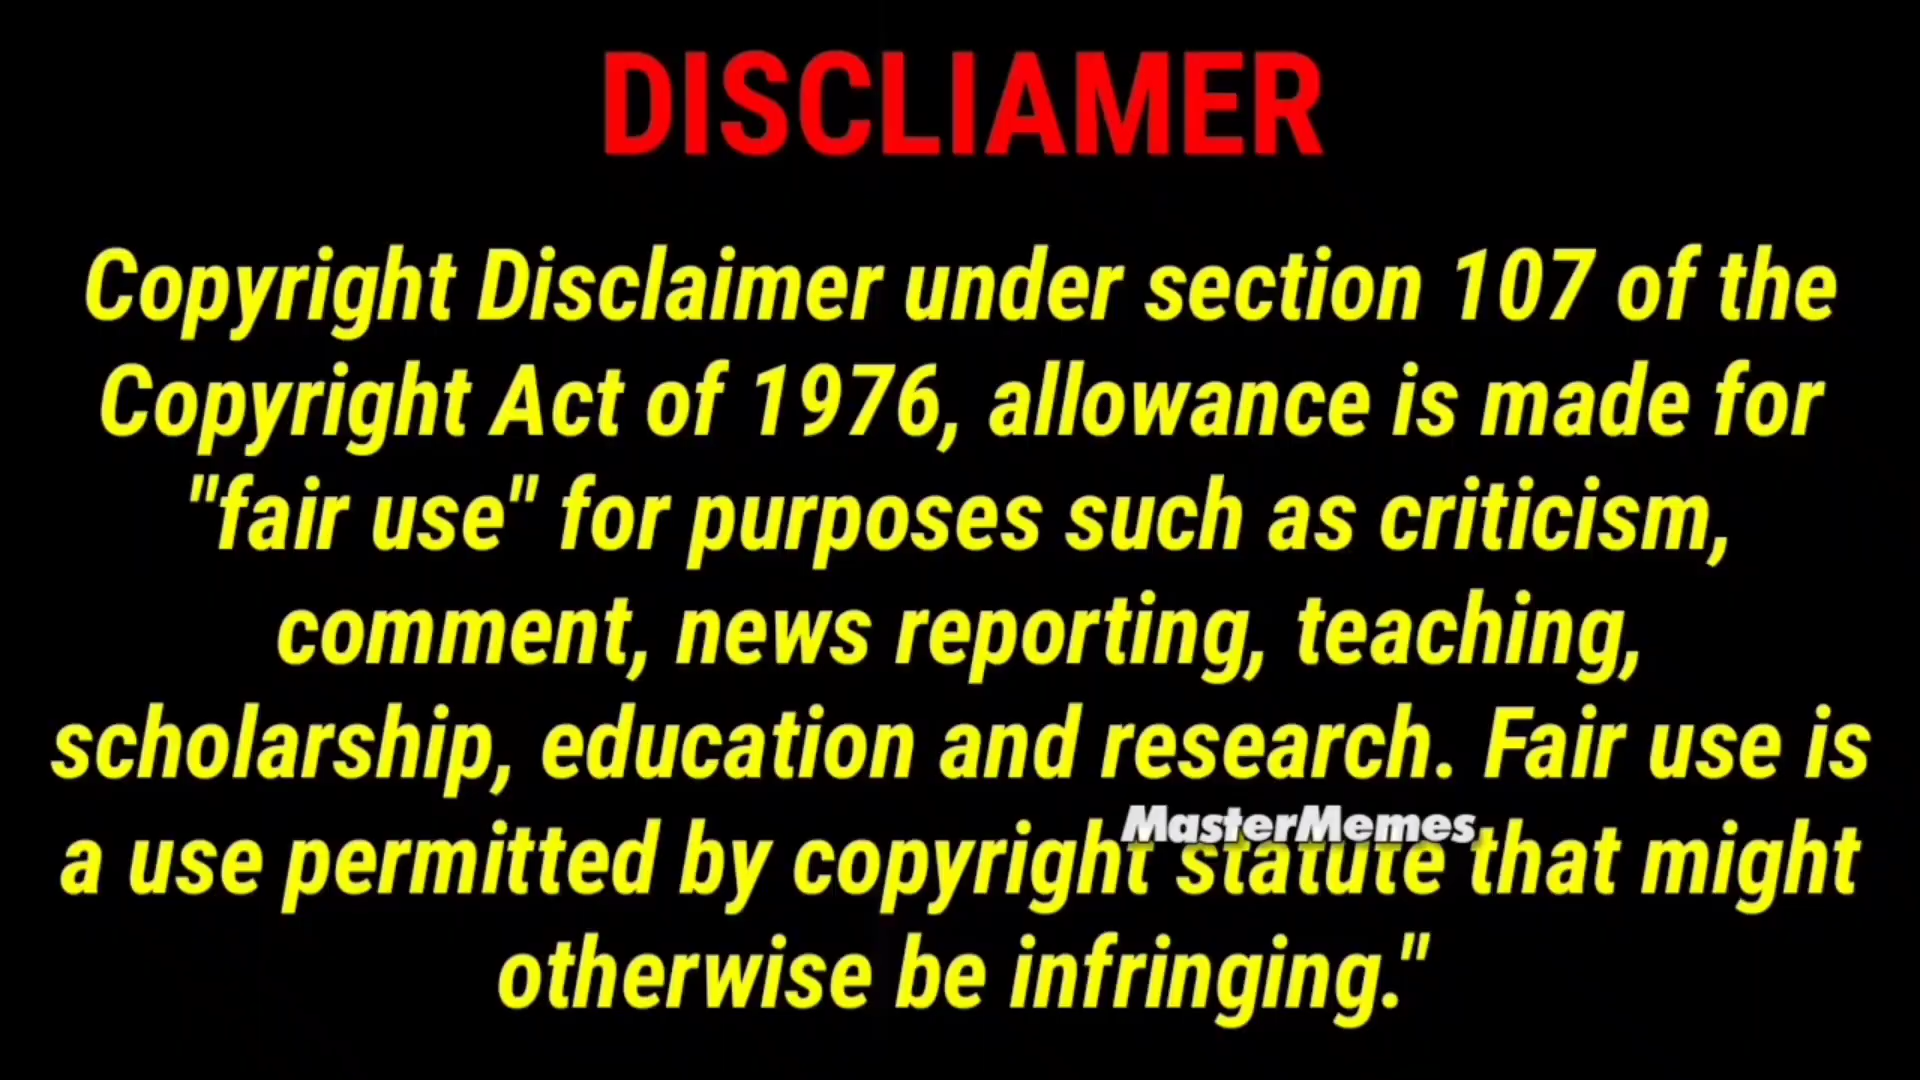 DISCLIAMER
Copyright Disclaimer under section 107 of the
Copyright Act of 1976, allowance is made for
"fair use" for purposes such as criticism,
comment, news reporting, teaching,
scholarship, education and research. Fair use is
MasterMemes
a use permitted by copyright statute that might
otherwise be infringing."